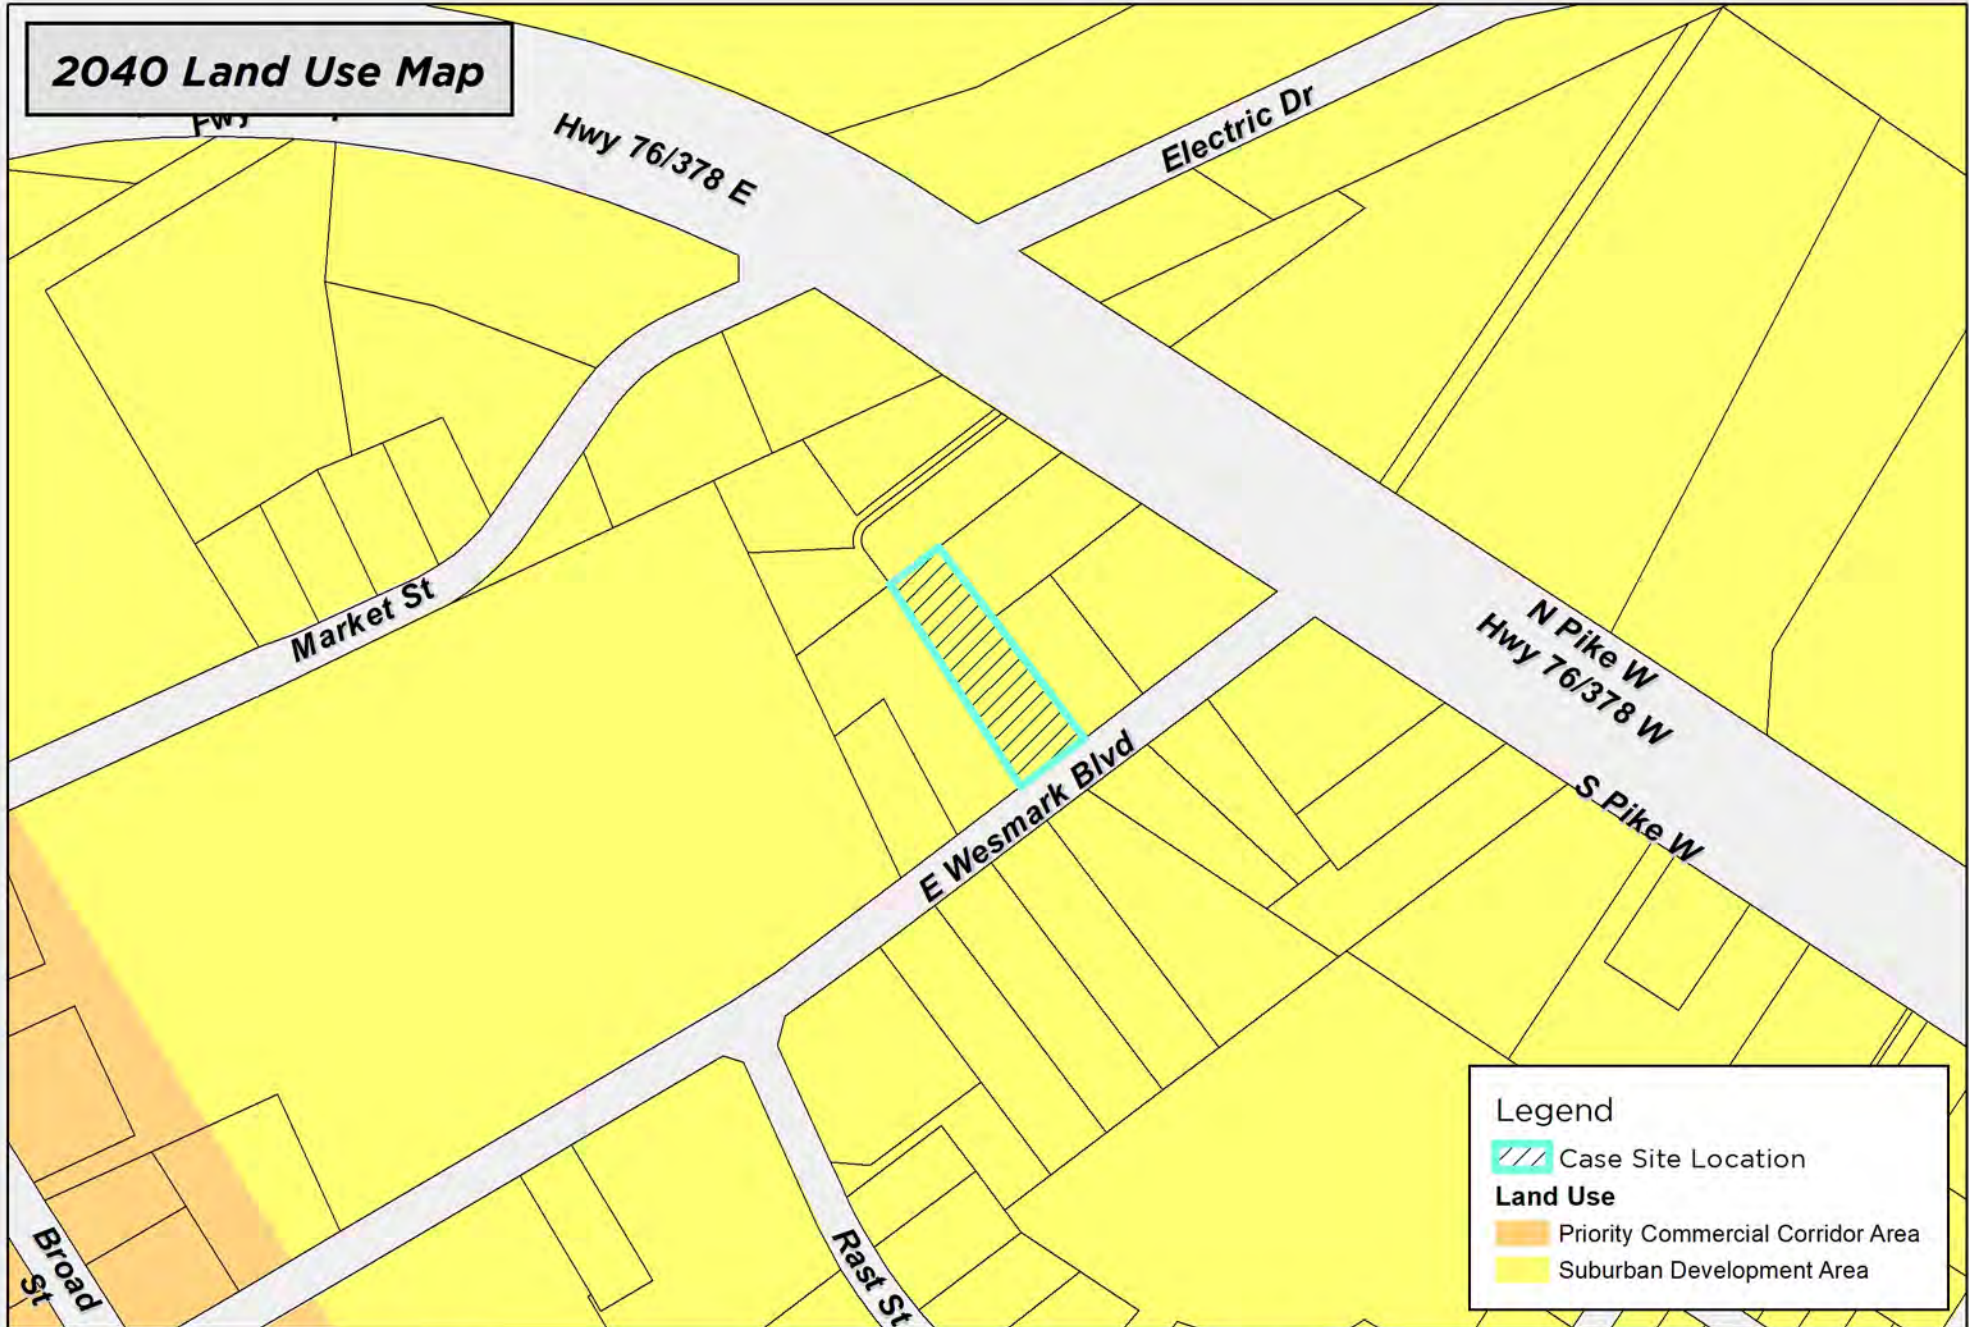 2040 Land Use Map
Hwy 76/378 E
Electric Dr
Market St
N Pike W
Hwy 76/378 W
S Pike W
E Wesmark Blvd
Rast St
Broad
St
Legend
Case Site Location
Land Use
Priority Commercial Corridor Area
Suburban Development Area